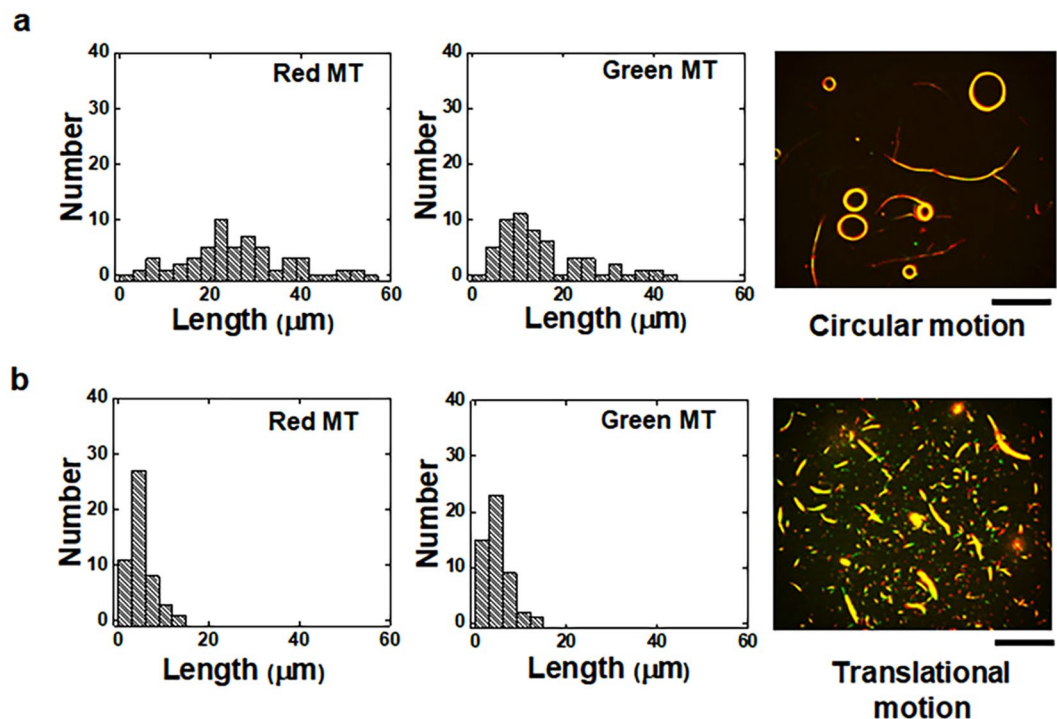 a
40
30
20
10
0
Number
Red MT
0 20 40 60
Length (μm)
40
30
20
10
0
Number
Green MT
0 20 40 60
Length (μm)
Circular motion
b
40
30
20
10
0
Number
Red MT
0 20 40 60
Length (μm)
40
30
20
10
0
Number
Green MT
0 20 40 60
Length (μm)
Translational
motion